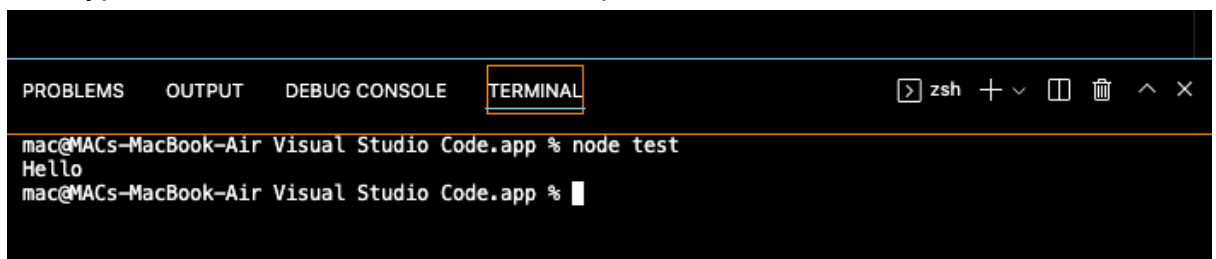 PROBLEMS OUTPUT DEBUG CONSOLE TERMINAL zsh
mac@MACs-MacBook-Air Visual Studio Code.app % node test
Hello
mac@MACs-MacBook-Air Visual Studio Code.app %